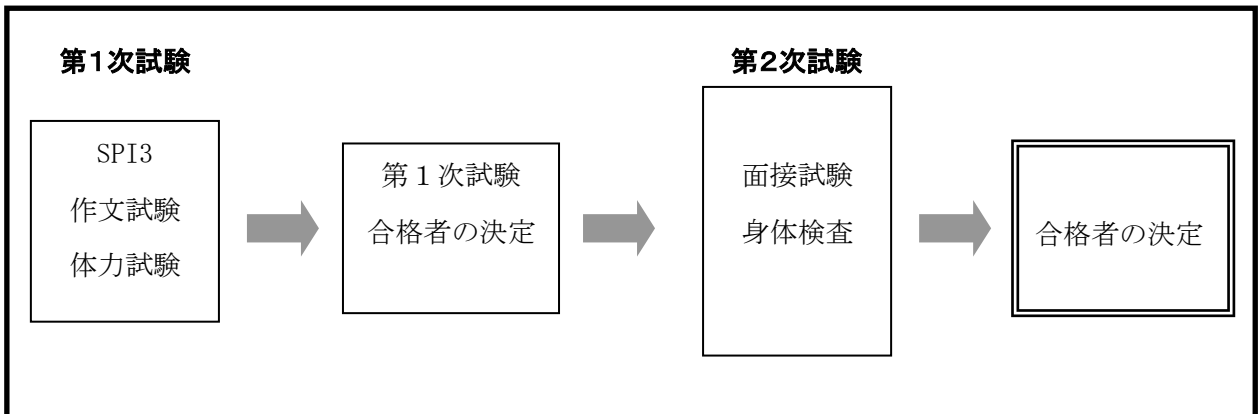 第1次試験
SPI3
作文試験
体力試験
第１次試験
合格者の決定
第2次試験
面接試験
身体検査
合格者の決定